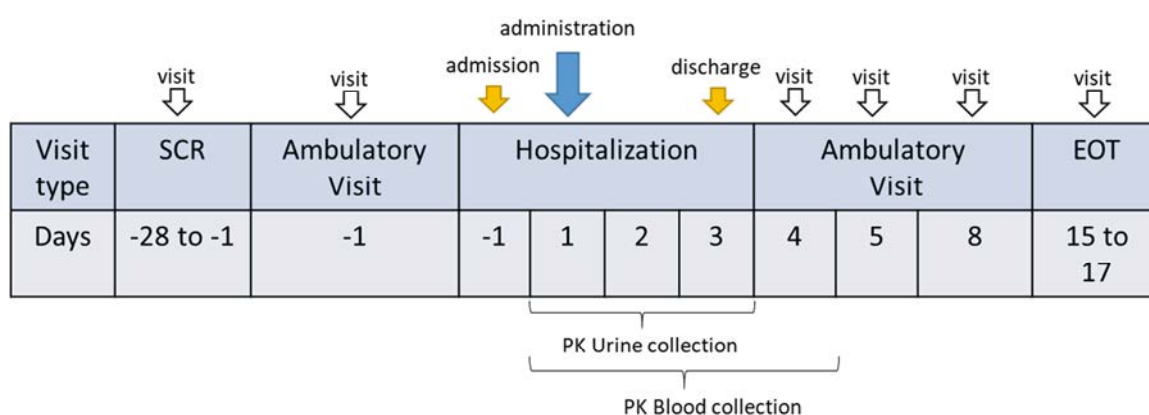 administration
admission
discharge
visit
visit
visit
visit
visit
visit
Visit type
SCR
Ambulatory Visit
Hospitalization
Ambulatory Visit
EOT
Days
-28 to -1
-1
-1
1
2
3
4
5
8
15 to 17
PK Urine collection
PK Blood collection